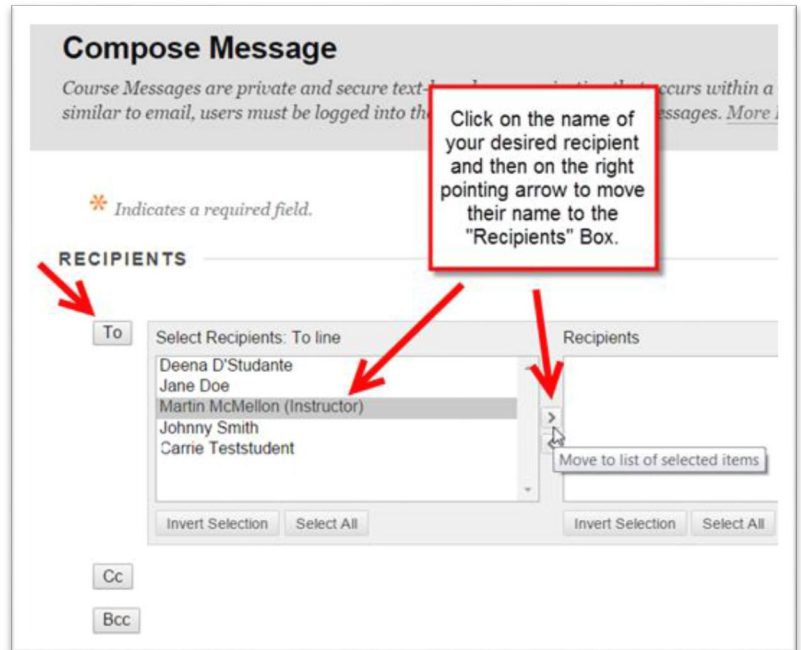 Compose Message
Course Messages are private and secure text-
curs within a
similar to email, users must be logged into th
ssages. More
Click on the name of
your desired recipient
and then on the right
pointing arrow to move
their name to the
"Recipients" Box.
* Indicates a required field.
RECIPIENTS
To
Select Recipients: To line
Recipients
Deena D'Studante
Jane Doe
Martin McMellon (Instructor)
Johnny Smith
Carrie Teststudent
>
Move to list of selected items
Invert Selection
Select All
Invert Selection
Select All
Cc
Bcc